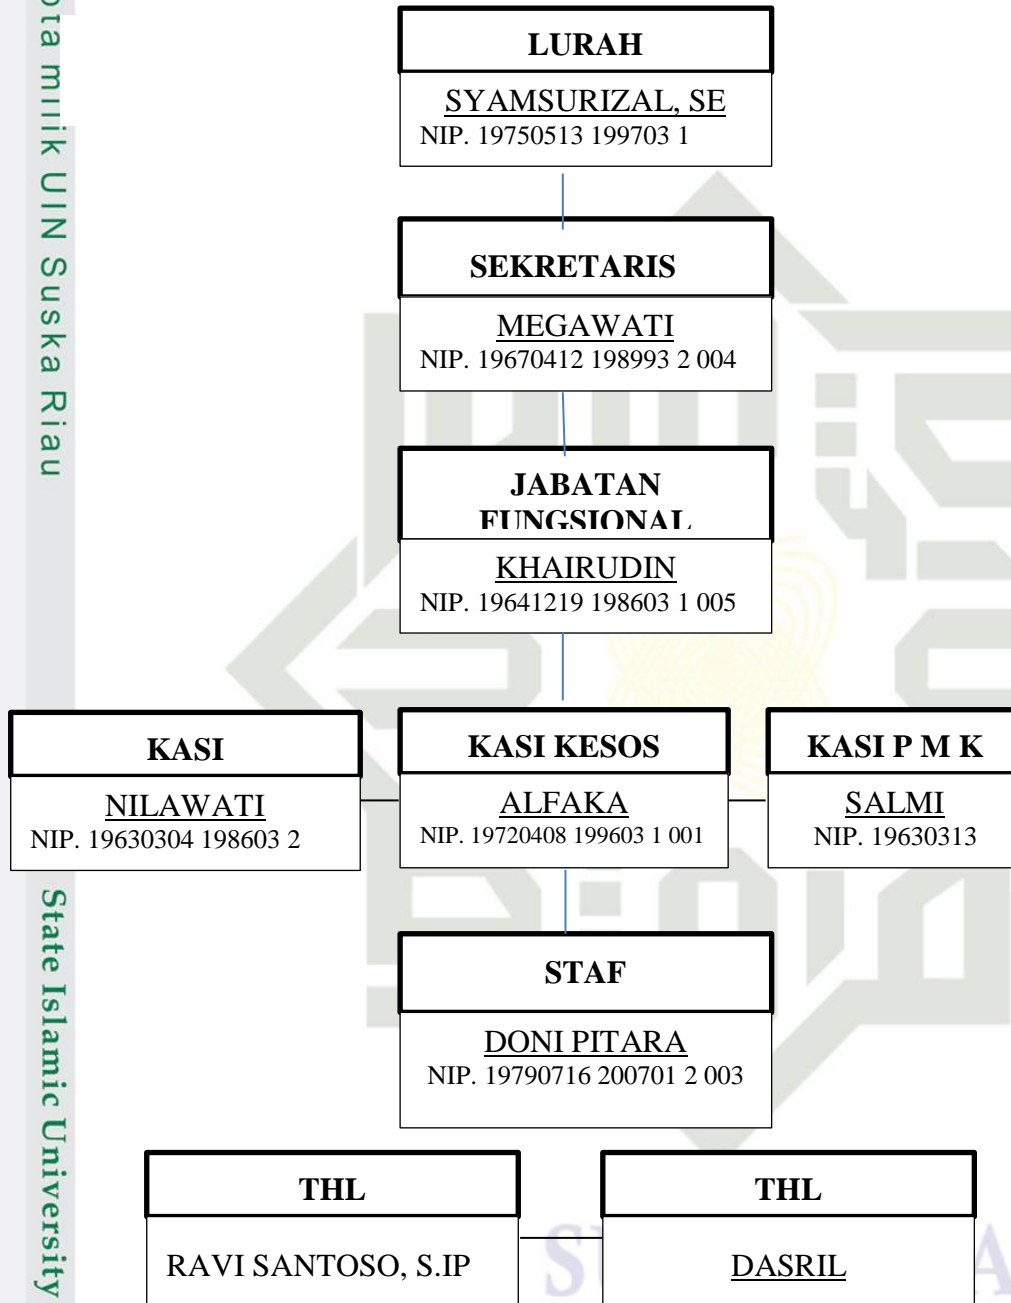 LURAH
SYAMSURIZAL, SE
NIP. 19750513 199703 1
SEKRETARIS
MEGAWATI
NIP. 19670412 198993 2 004
JABATAN
FUNGSIONAL
KHAIRUDIN
NIP. 19641219 198603 1 005
KASI
NILAWATI
NIP. 19630304 198603 2
KASI KESOS
ALFAKA
NIP. 19720408 199603 1 001
KASI P M K
SALMI
NIP. 19630313
STAF
DONI PITARA
NIP. 19790716 200701 2 003
THL
RAVI SANTOSO, S.IP
THL
DASRIL
milik UIN Suska Riau
State Islamic University